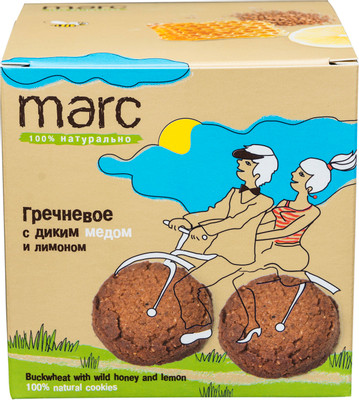 marc
100% натурально
Гречневое
с диким медом
и лимоном
Buckwheat with wild honey and lemon
100% natural cookies